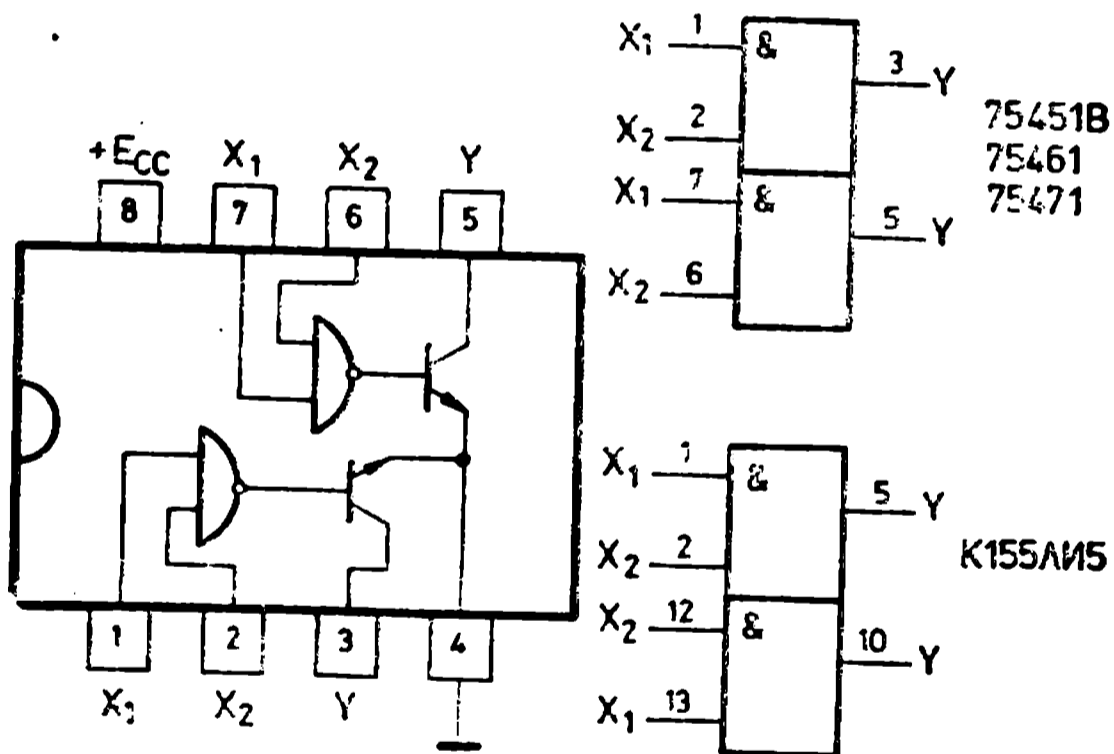 +E_CC X₁ X₂ Y
8 7 6 5
1 2 3 4
X₁ X₂ Y
X₁ 1 & 3 Y
X₂ 2
X₁ 7 & 5 Y
X₂ 6
75451B
75461
75471
X₁ 1 & 5 Y
X₂ 2
X₂ 12 & 10 Y
X₁ 13
К155ЛИ5